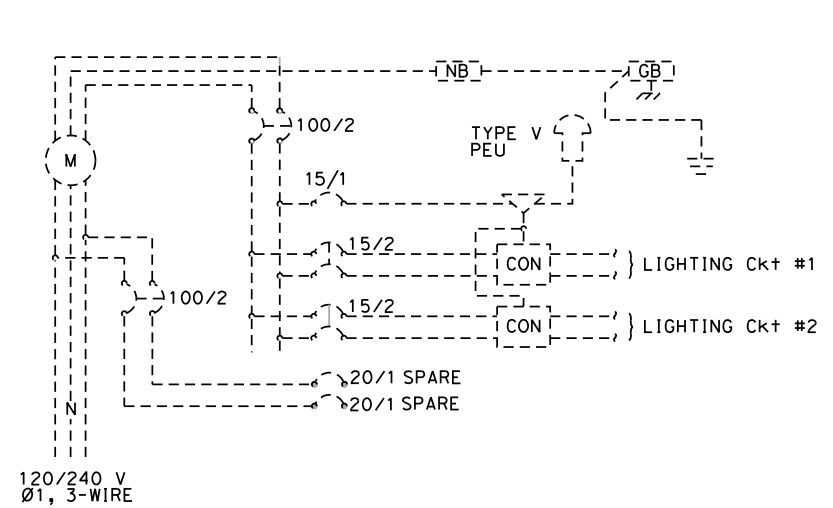 NB
GB
100/2
TYPE V
PEU
M
15/1
15/2
CON
LIGHTING Ckt #1
100/2
15/2
CON
LIGHTING Ckt #2
20/1 SPARE
N
20/1 SPARE
120/240 V
Ø1, 3-WIRE